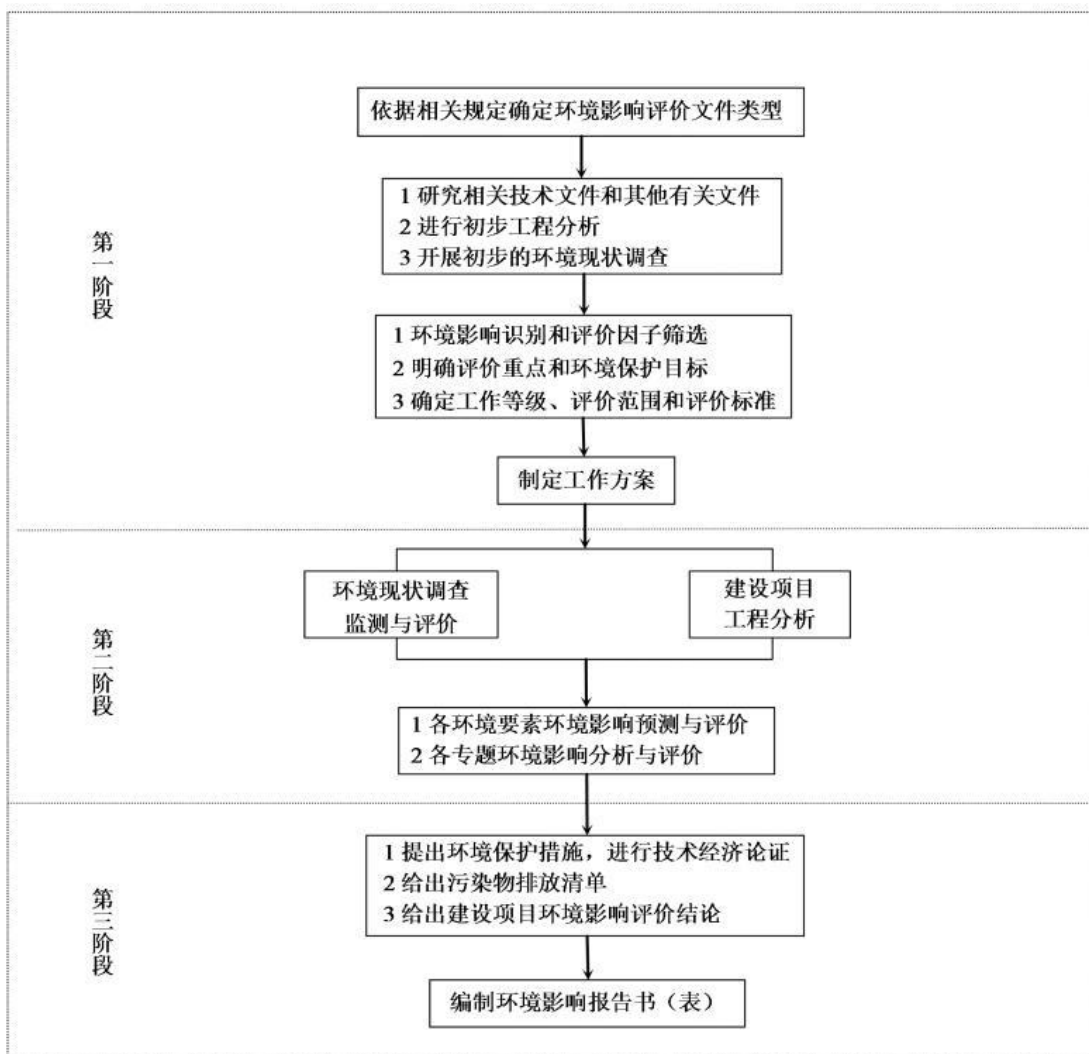 依据相关规定确定环境影响评价文件类型
1 研究相关技术文件和其他有关文件
2 进行初步工程分析
3 开展初步的环境现状调查
第一阶段
1 环境影响识别和评价因子筛选
2 明确评价重点和环境保护目标
3 确定工作等级、评价范围和评价标准
制定工作方案
环境现状调查
监测与评价
建设项目
工程分析
第二阶段
1 各环境要素环境影响预测与评价
2 各专题环境影响分析与评价
1 提出环境保护措施，进行技术经济论证
2 给出污染物排放清单
3 给出建设项目环境影响评价结论
第三阶段
编制环境影响报告书（表）